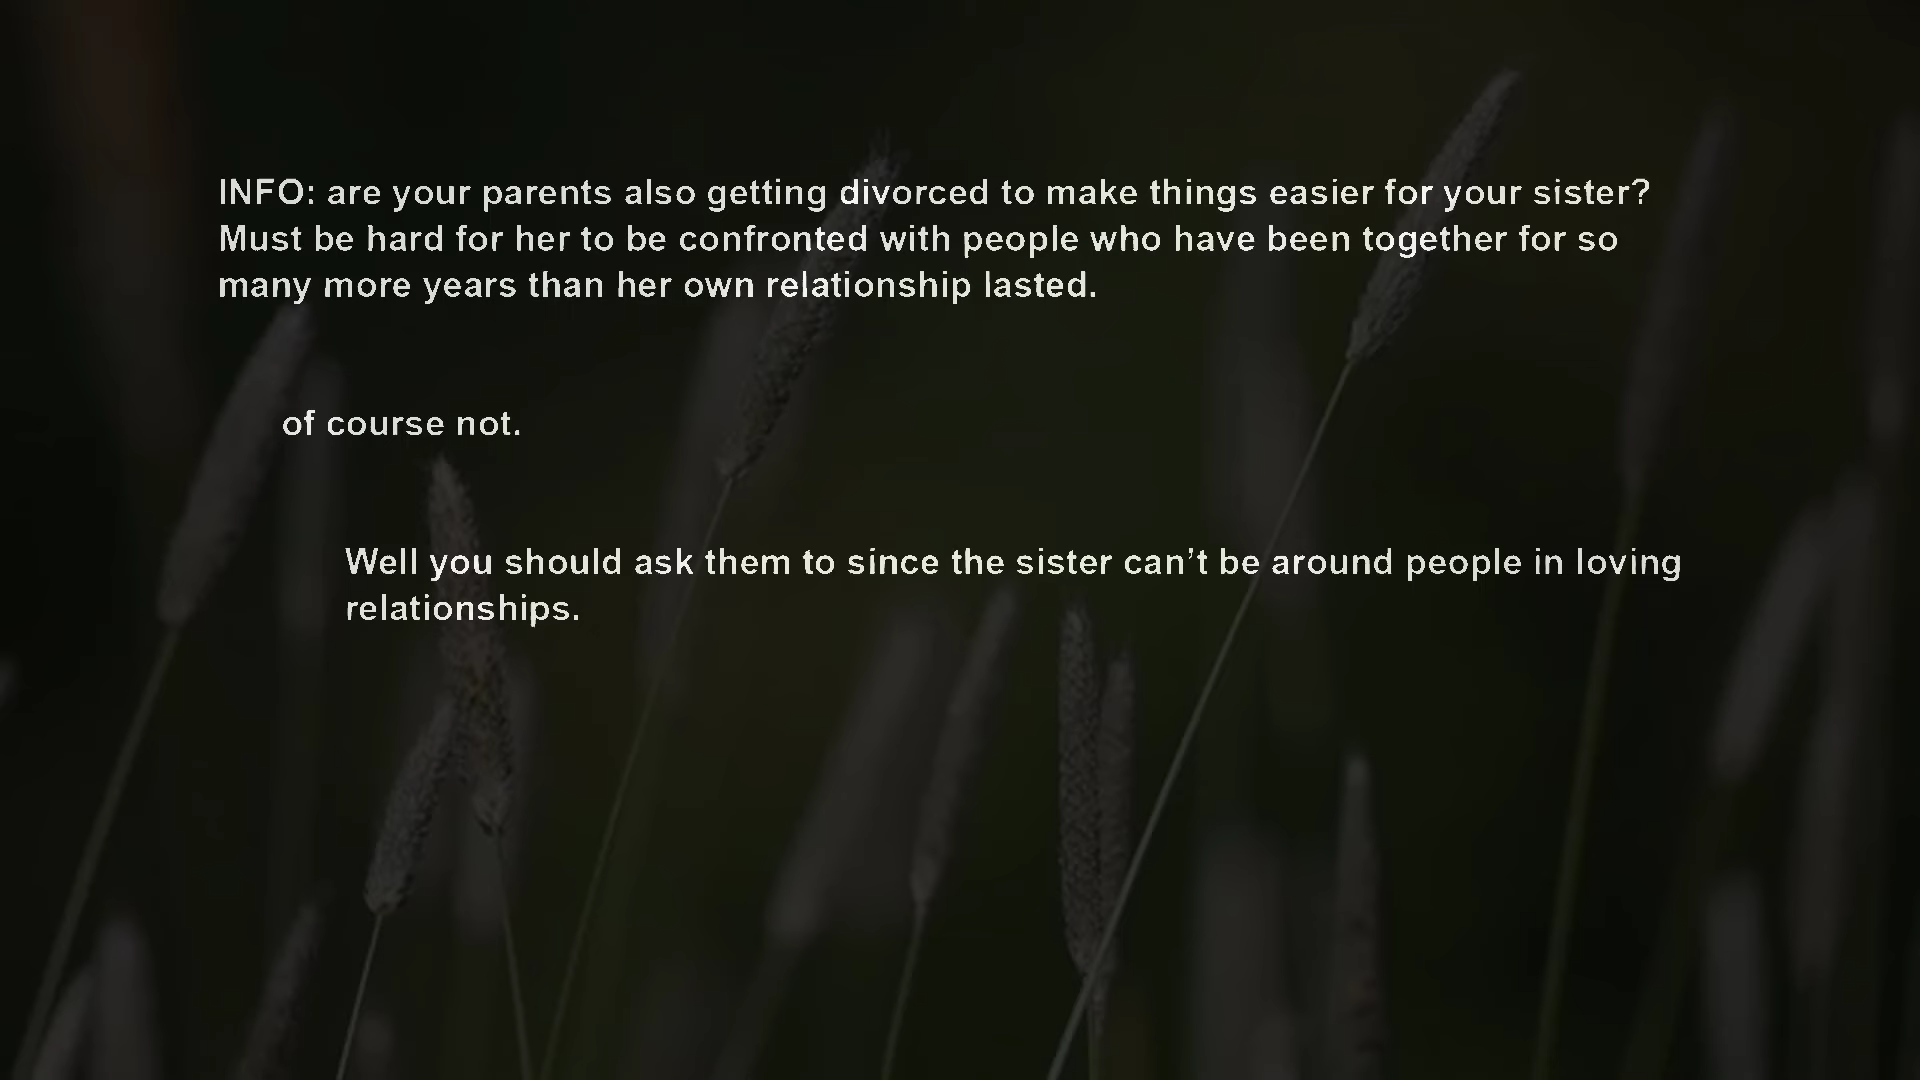 INFO: are your parents also getting divorced to make things easier for your sister?
Must be hard for her to be confronted with people who have been together for so
many more years than her own relationship lasted.
of course not.
Well you should ask them to since the sister can’t be around people in loving
relationships.